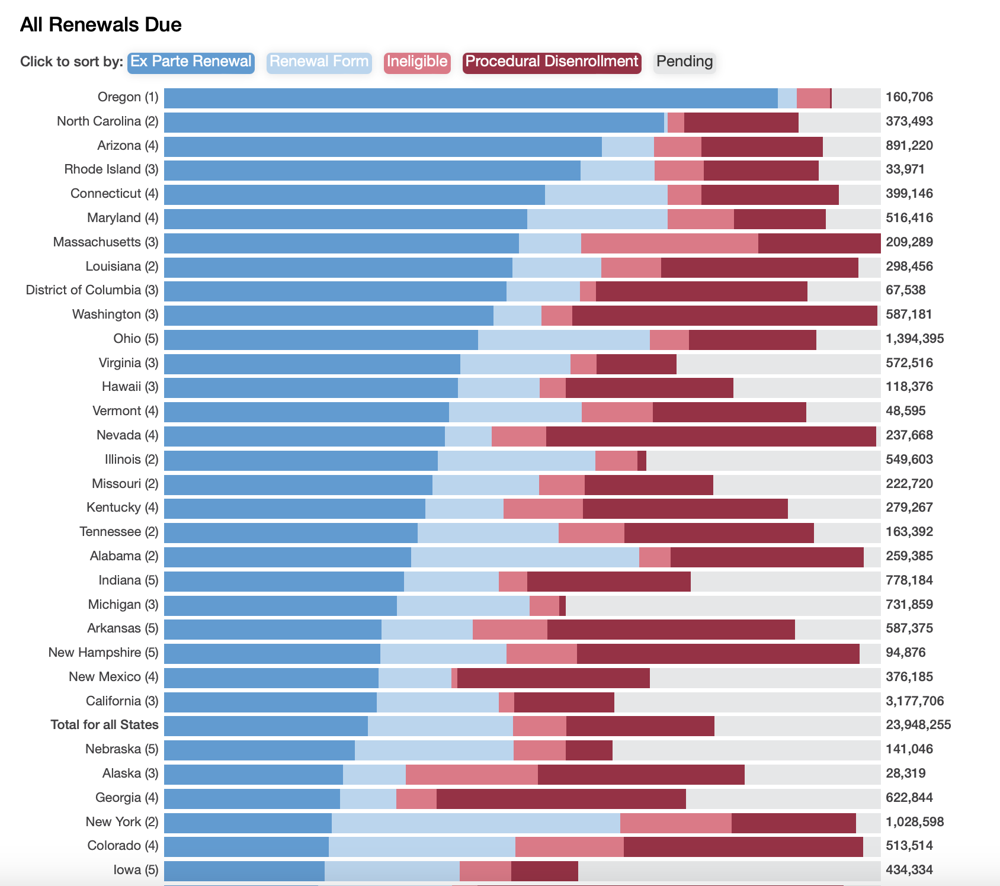 All Renewals Due
Click to sort by: Ex Parte Renewal Renewal Form Ineligible Procedural Disenrollment Pending
Oregon (1) 160,706
North Carolina (2) 373,493
Arizona (4) 891,220
Rhode Island (3) 33,971
Connecticut (4) 399,146
Maryland (4) 516,416
Massachusetts (3) 209,289
Louisiana (2) 298,456
District of Columbia (3) 67,538
Washington (3) 587,181
Ohio (5) 1,394,395
Virginia (3) 572,516
Hawaii (3) 118,376
Vermont (4) 48,595
Nevada (4) 237,668
Illinois (2) 549,603
Missouri (2) 222,720
Kentucky (4) 279,267
Tennessee (2) 163,392
Alabama (2) 259,385
Indiana (5) 778,184
Michigan (3) 731,859
Arkansas (5) 587,375
New Hampshire (5) 94,876
New Mexico (4) 376,185
California (3) 3,177,706
Total for all States 23,948,255
Nebraska (5) 141,046
Alaska (3) 28,319
Georgia (4) 622,844
New York (2) 1,028,598
Colorado (4) 513,514
Iowa (5) 434,334